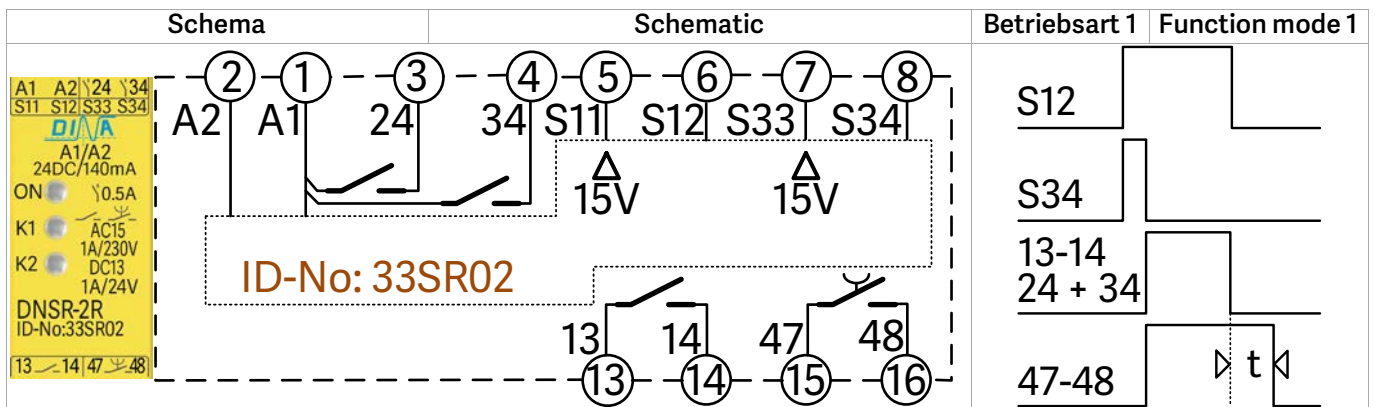 Schema Schematic Betriebsart 1 Function mode 1
A1 A2 24 34
S11 S12 S33 S34
DINA
A1/A2
24DC/140mA
ON 0.5A
K1 AC15
1A/230V
K2 DC13
1A/24V
DNSR-2R
ID-No:33SR02
13 14 47 48
2 1 3 4 5 6 7 8
A2 A1 24 34 S11 S12 S33 S34
15V 15V
ID-No: 33SR02
13 14 47 48
13 14 15 16
S12
S34
13-14
24 + 34
47-48 t